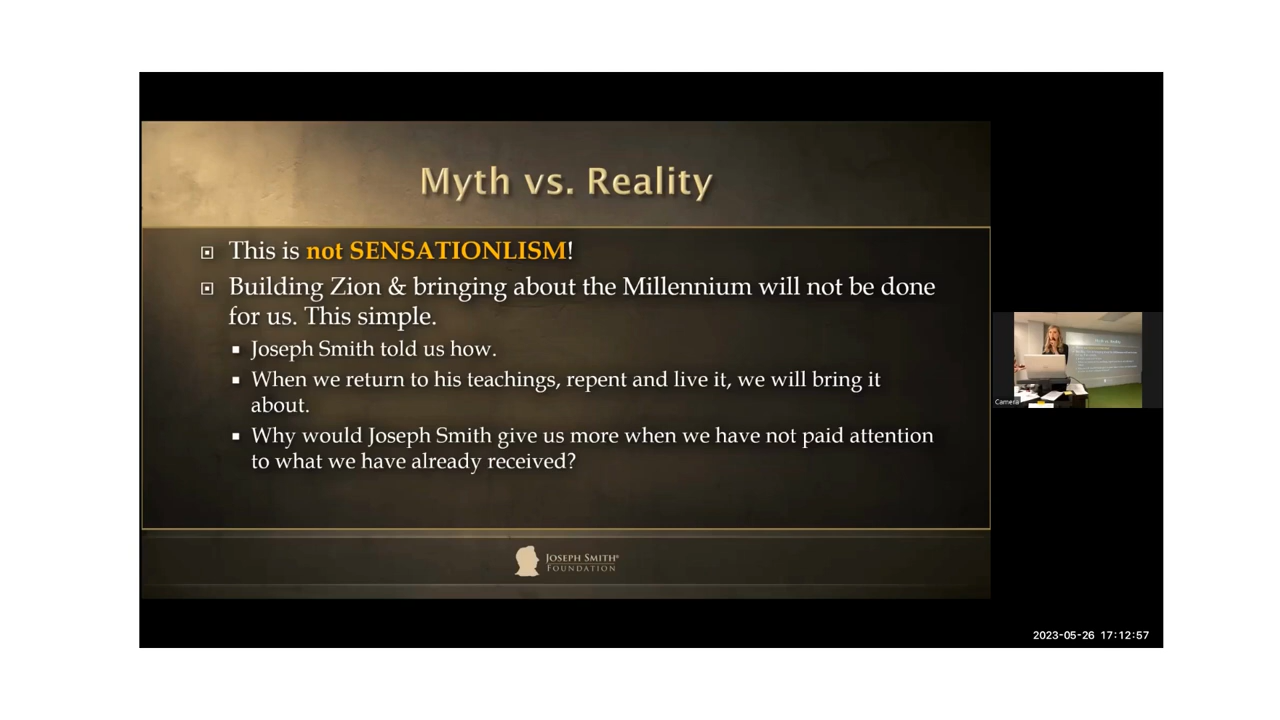 Myth vs. Reality
This is not SENSATIONLISM!
Building Zion & bringing about the Millennium will not be done
for us. This simple.
Joseph Smith told us how.
When we return to his teachings, repent and live it, we will bring it
about.
Why would Joseph Smith give us more when we have not paid attention
to what we have already received?
JOSEPH SMITH®
FOUNDATION
Camera
2023-05-26 17:12:57